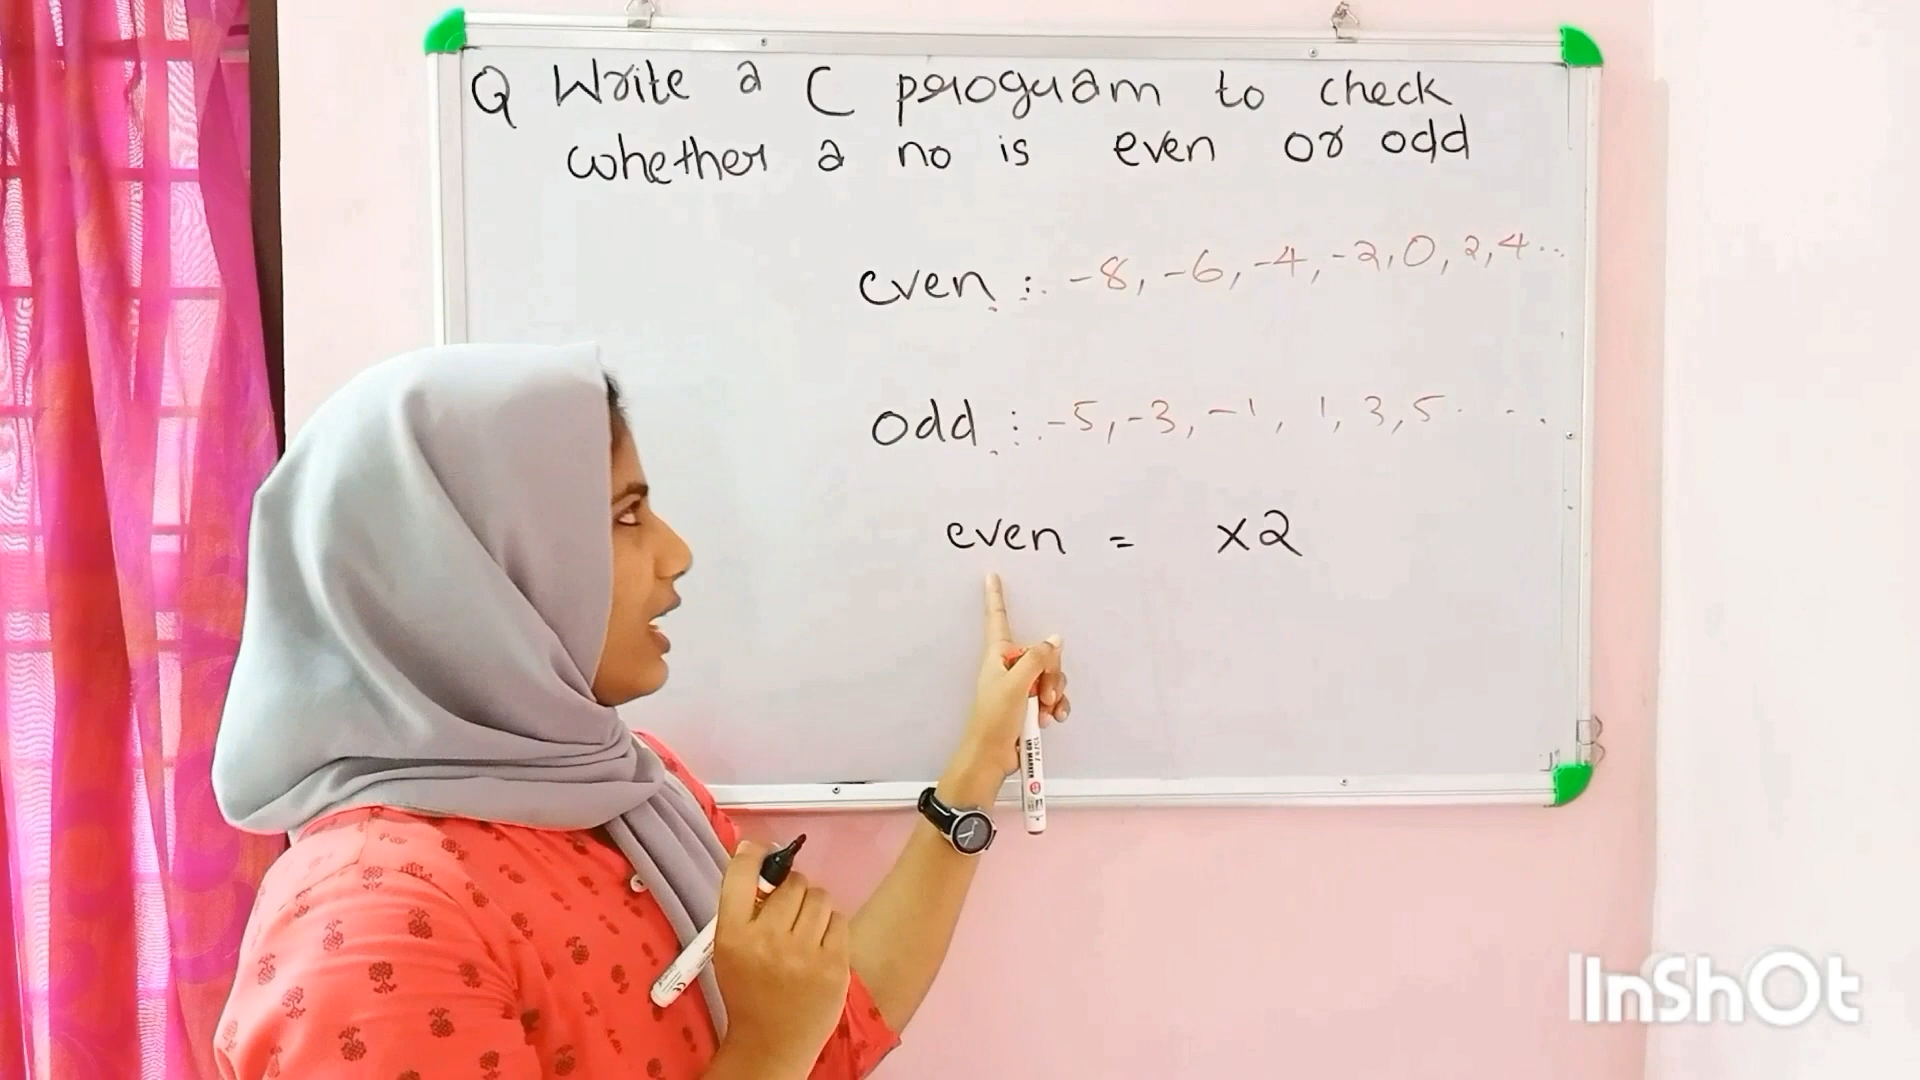 Q Write a C program to check
whether a no is even or odd
even : -8, -6, -4, -2, 0, 2, 4..
odd : -5, -3, -1, 1, 3, 5...
even = x2
InShOt